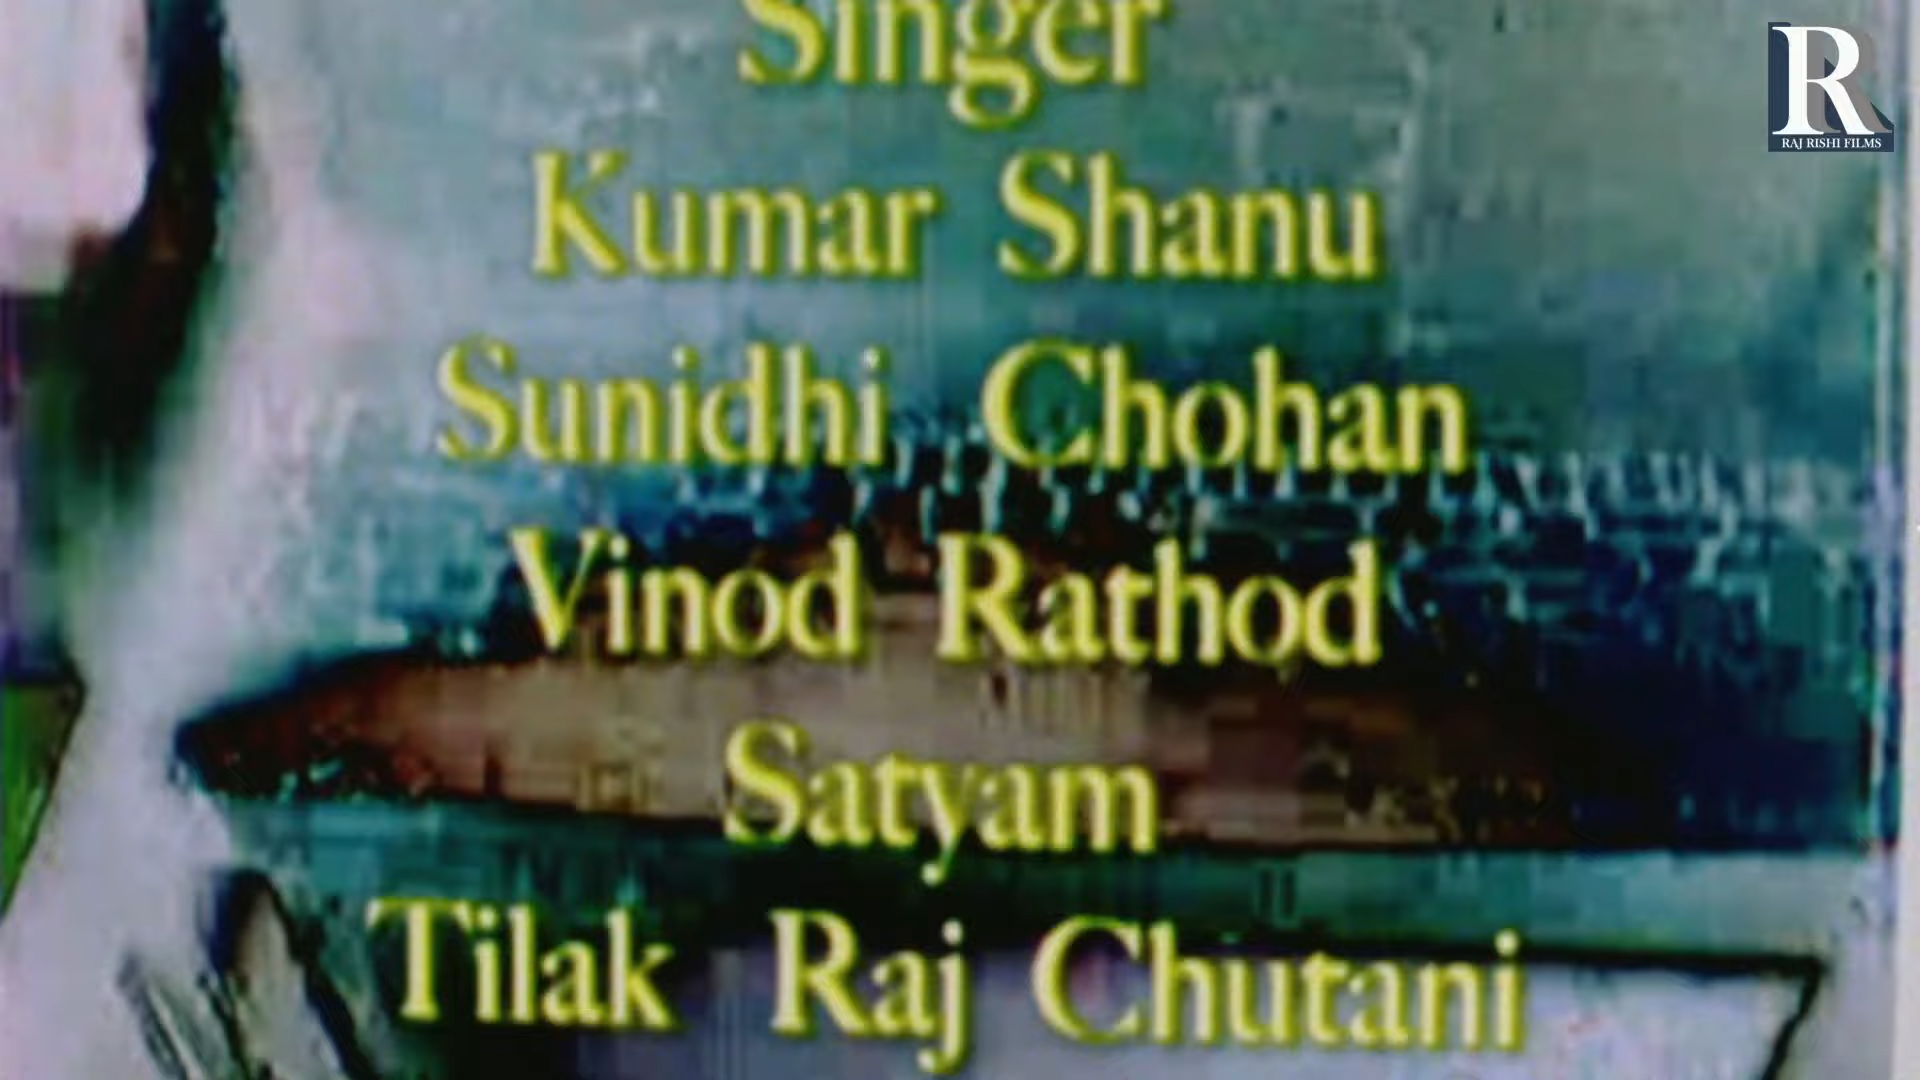 Singer
Kumar Shanu
Sunidhi Chohan
Vinod Rathod
Satyam
Tilak Raj Chutani
R
RAJ RISHI FILMS